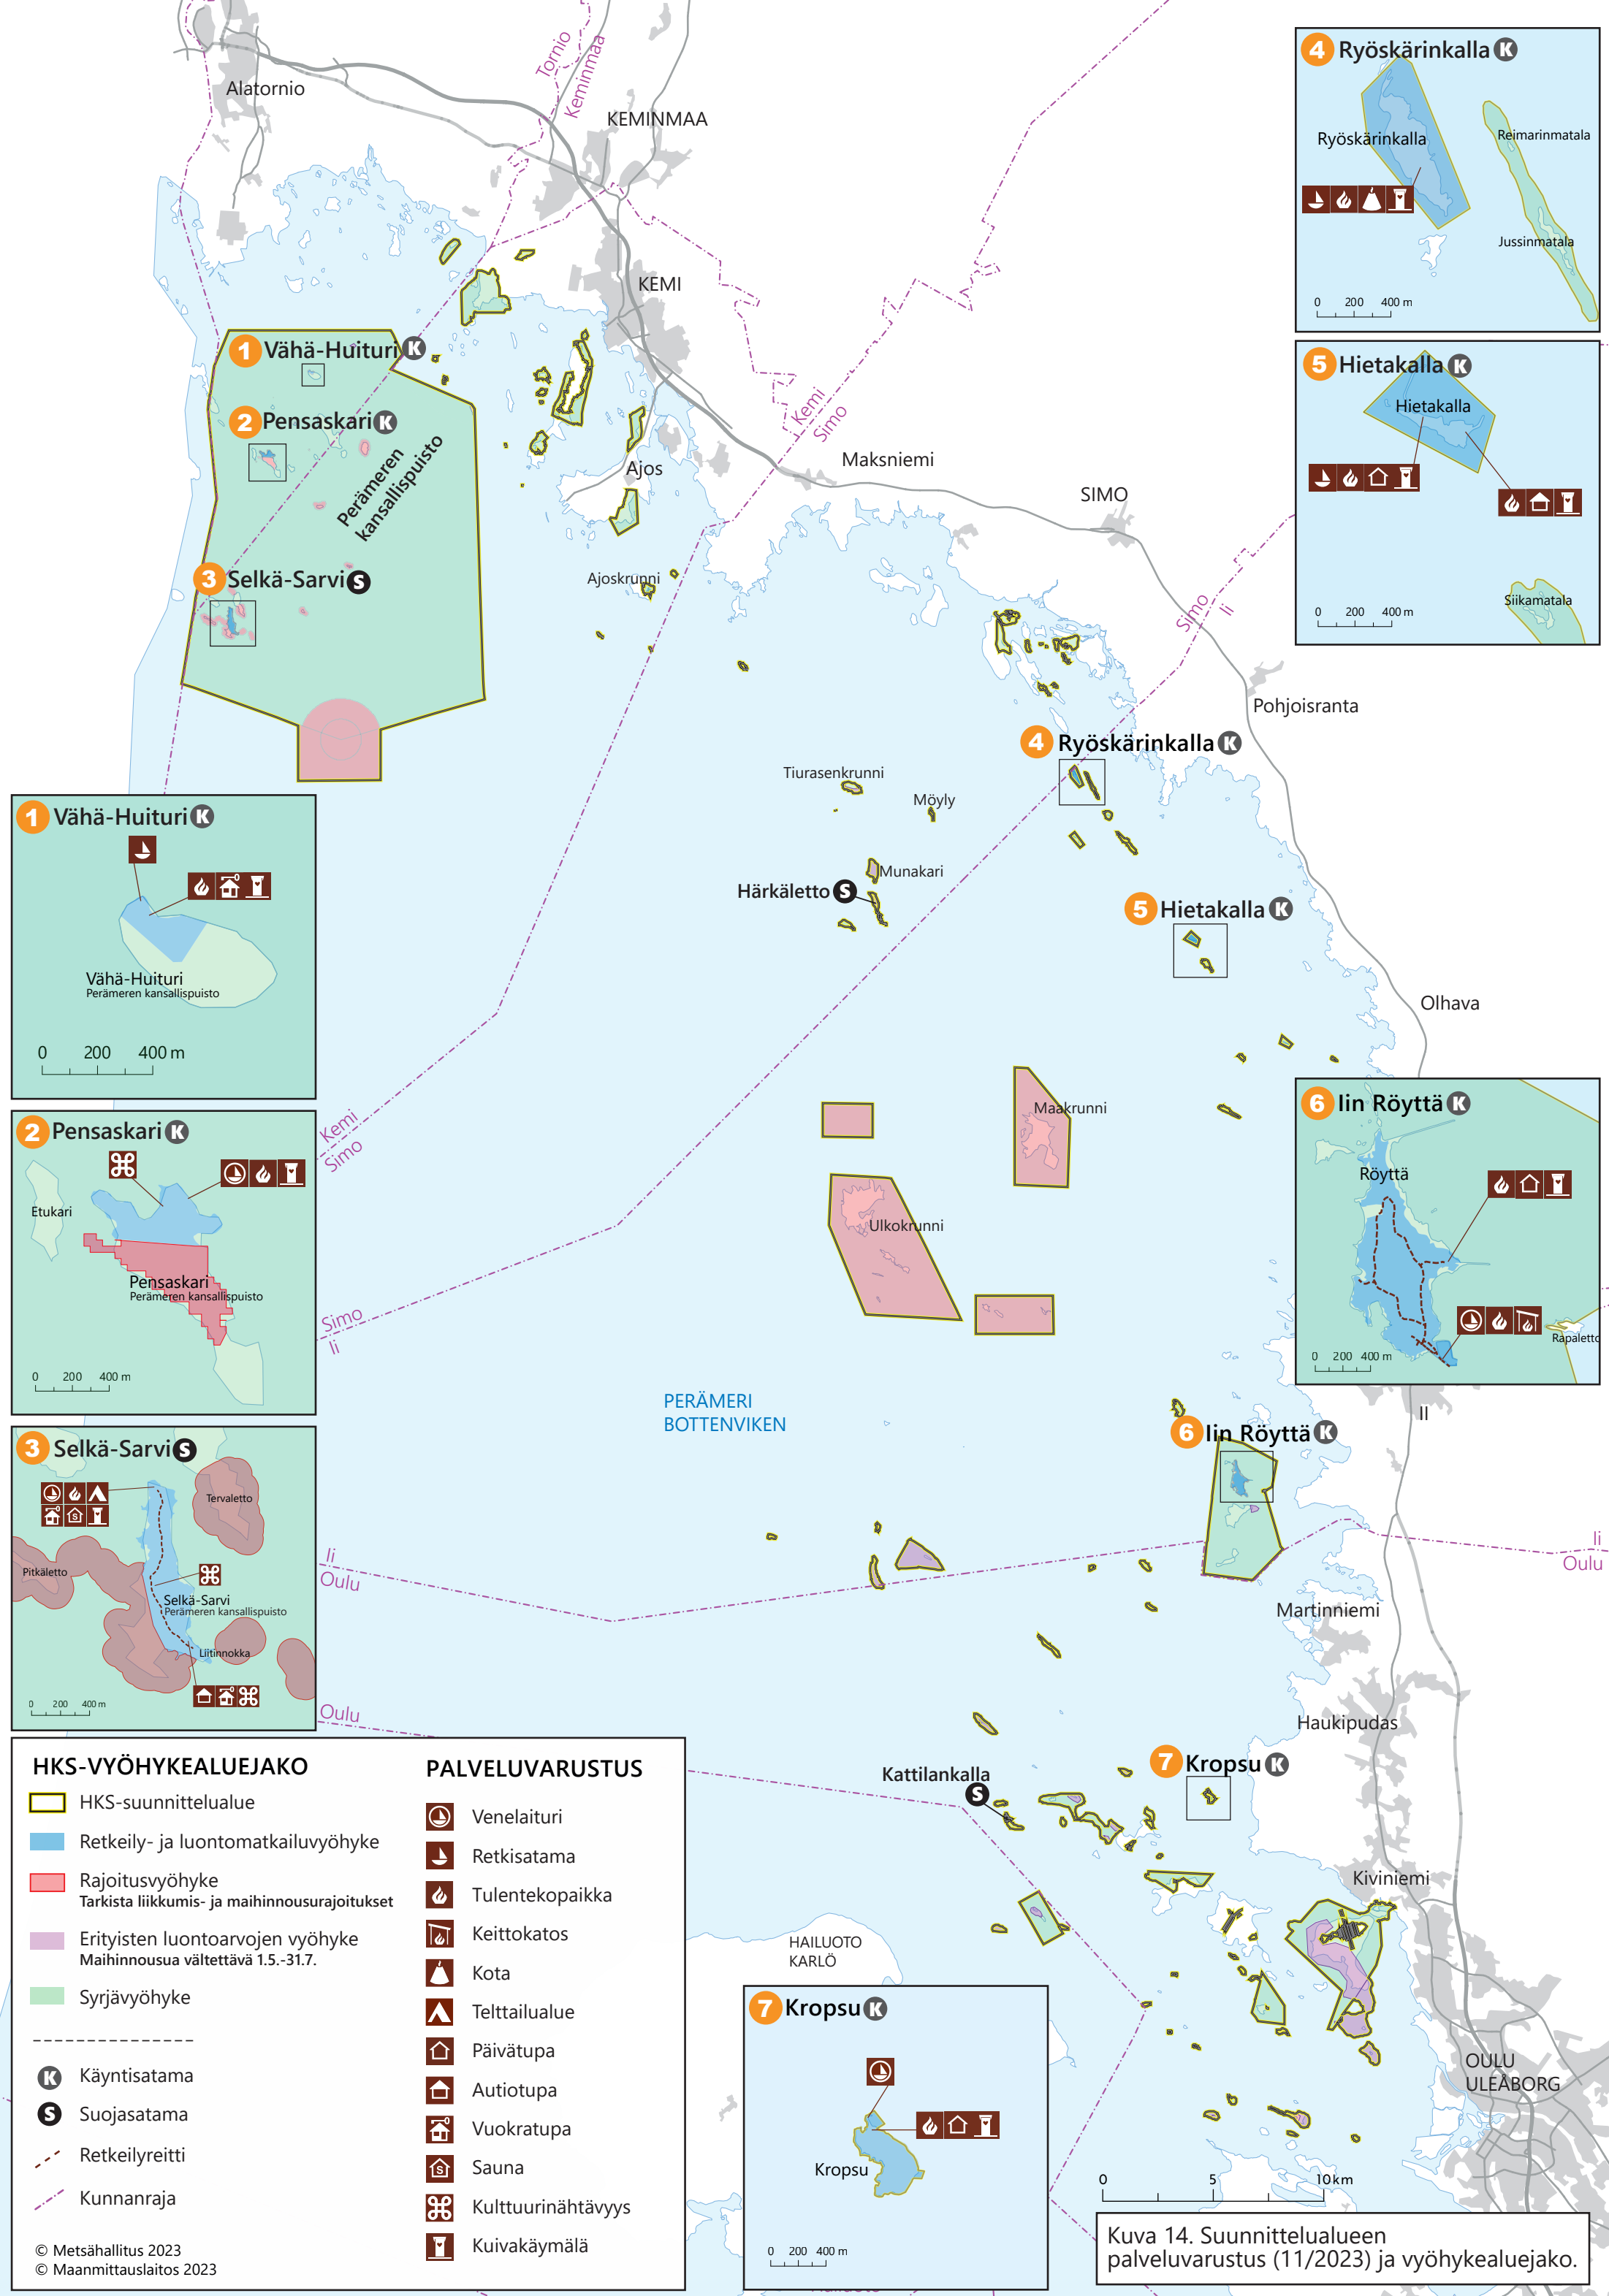 Alatornio
Tornio
Keminmaa
KEMINMAA
KEMI
1 Vähä-Huituri K
2 Pensaskari K
Perämeren
kansallispuisto
3 Selkä-Sarvi S
Ajos
Ajoskrunni
Kemi
Simo
Maksniemi
SIMO
Simo
Ii
Pohjoisranta
4 Ryöskärinkalla K
Tiurasenkrunni
Möyly
Munakari
Härkäletto S
5 Hietakalla K
Olhava
Maakrunni
Ulkokrunni
PERÄMERI
BOTTENVIKEN
II
6 Iin Röyttä K
Ii
Oulu
Martinniemi
Haukipudas
7 Kropsu K
Kattilankalla
S
Kiviniemi
HAILUOTO
KARLÖ
OULU
ULEÅBORG
Kemi
Simo
Simo
Ii
Ii
Oulu
Oulu
4 Ryöskärinkalla K
Ryöskärinkalla
Reimarinmatala
Jussinmatala
0 200 400 m
5 Hietakalla K
Hietakalla
Siikamatala
0 200 400 m
6 Iin Röyttä K
Röyttä
Rapaletto
0 200 400 m
1 Vähä-Huituri K
Vähä-Huituri
Perämeren kansallispuisto
0 200 400 m
2 Pensaskari K
Etukari
Pensaskari
Perämeren kansallispuisto
0 200 400 m
3 Selkä-Sarvi S
Tervaletto
Pitkäletto
Selkä-Sarvi
Perämeren kansallispuisto
Liitinnokka
0 200 400 m
7 Kropsu K
Kropsu
0 200 400 m
HKS-VYÖHYKEALUEJAKO
HKS-suunnittelualue
Retkeily- ja luontomatkailuvyöhyke
Rajoitusvyöhyke
Tarkista liikkumis- ja maihinnousurajoitukset
Erityisten luontoarvojen vyöhyke
Maihinnousua vältettävä 1.5.-31.7.
Syrjävyöhyke
K Käyntisatama
S Suojasatama
Retkeilyreitti
Kunnanraja
© Metsähallitus 2023
© Maanmittauslaitos 2023
PALVELUVARUSTUS
Venelaituri
Retkisatama
Tulentekopaikka
Keittokatos
Kota
Telttailualue
Päivätupa
Autiotupa
Vuokratupa
Sauna
Kulttuurinähtävyys
Kuivakäymälä
0 5 10 km
Kuva 14. Suunnittelualueen
palveluvarustus (11/2023) ja vyöhykealuejako.